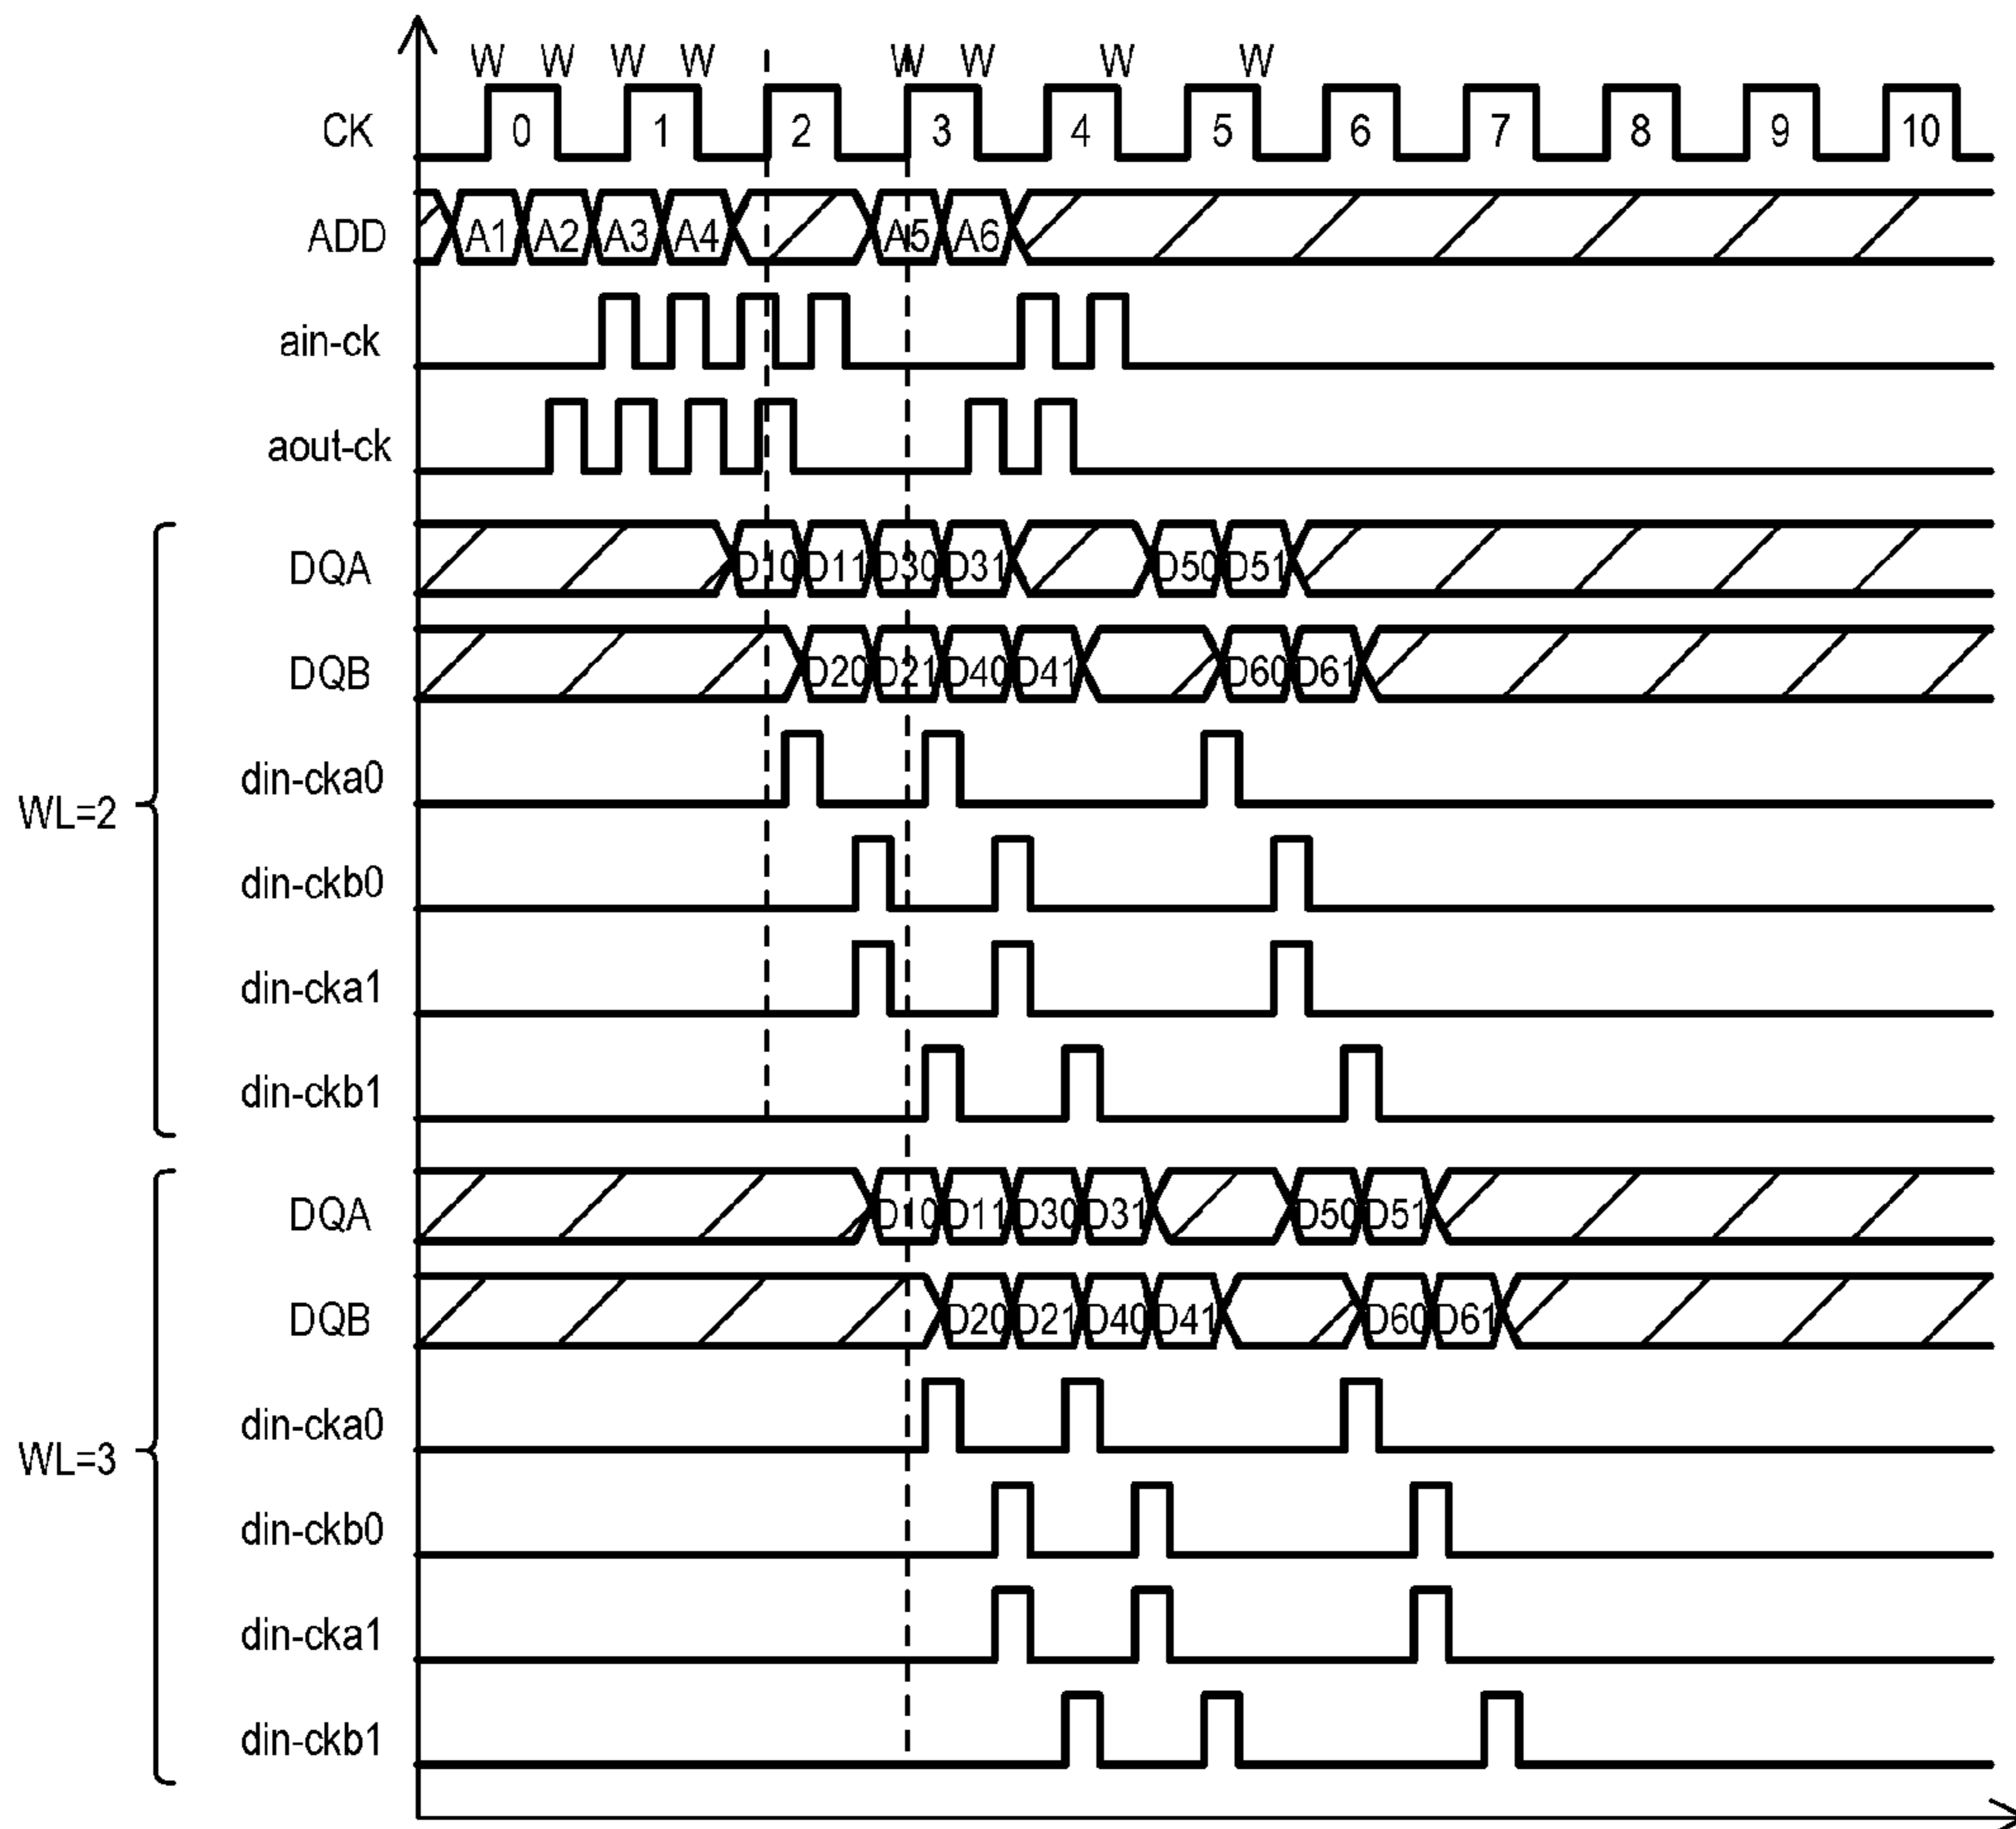 W W W W W W W W
CK 0 1 2 3 4 5 6 7 8 9 10
ADD A1 A2 A3 A4 A5 A6
ain-ck
aout-ck
WL=2
DQA D10 D11 D30 D31 D50 D51
DQB D20 D21 D40 D41 D60 D61
din-cka0
din-ckb0
din-cka1
din-ckb1
WL=3
DQA D10 D11 D30 D31 D50 D51
DQB D20 D21 D40 D41 D60 D61
din-cka0
din-ckb0
din-cka1
din-ckb1